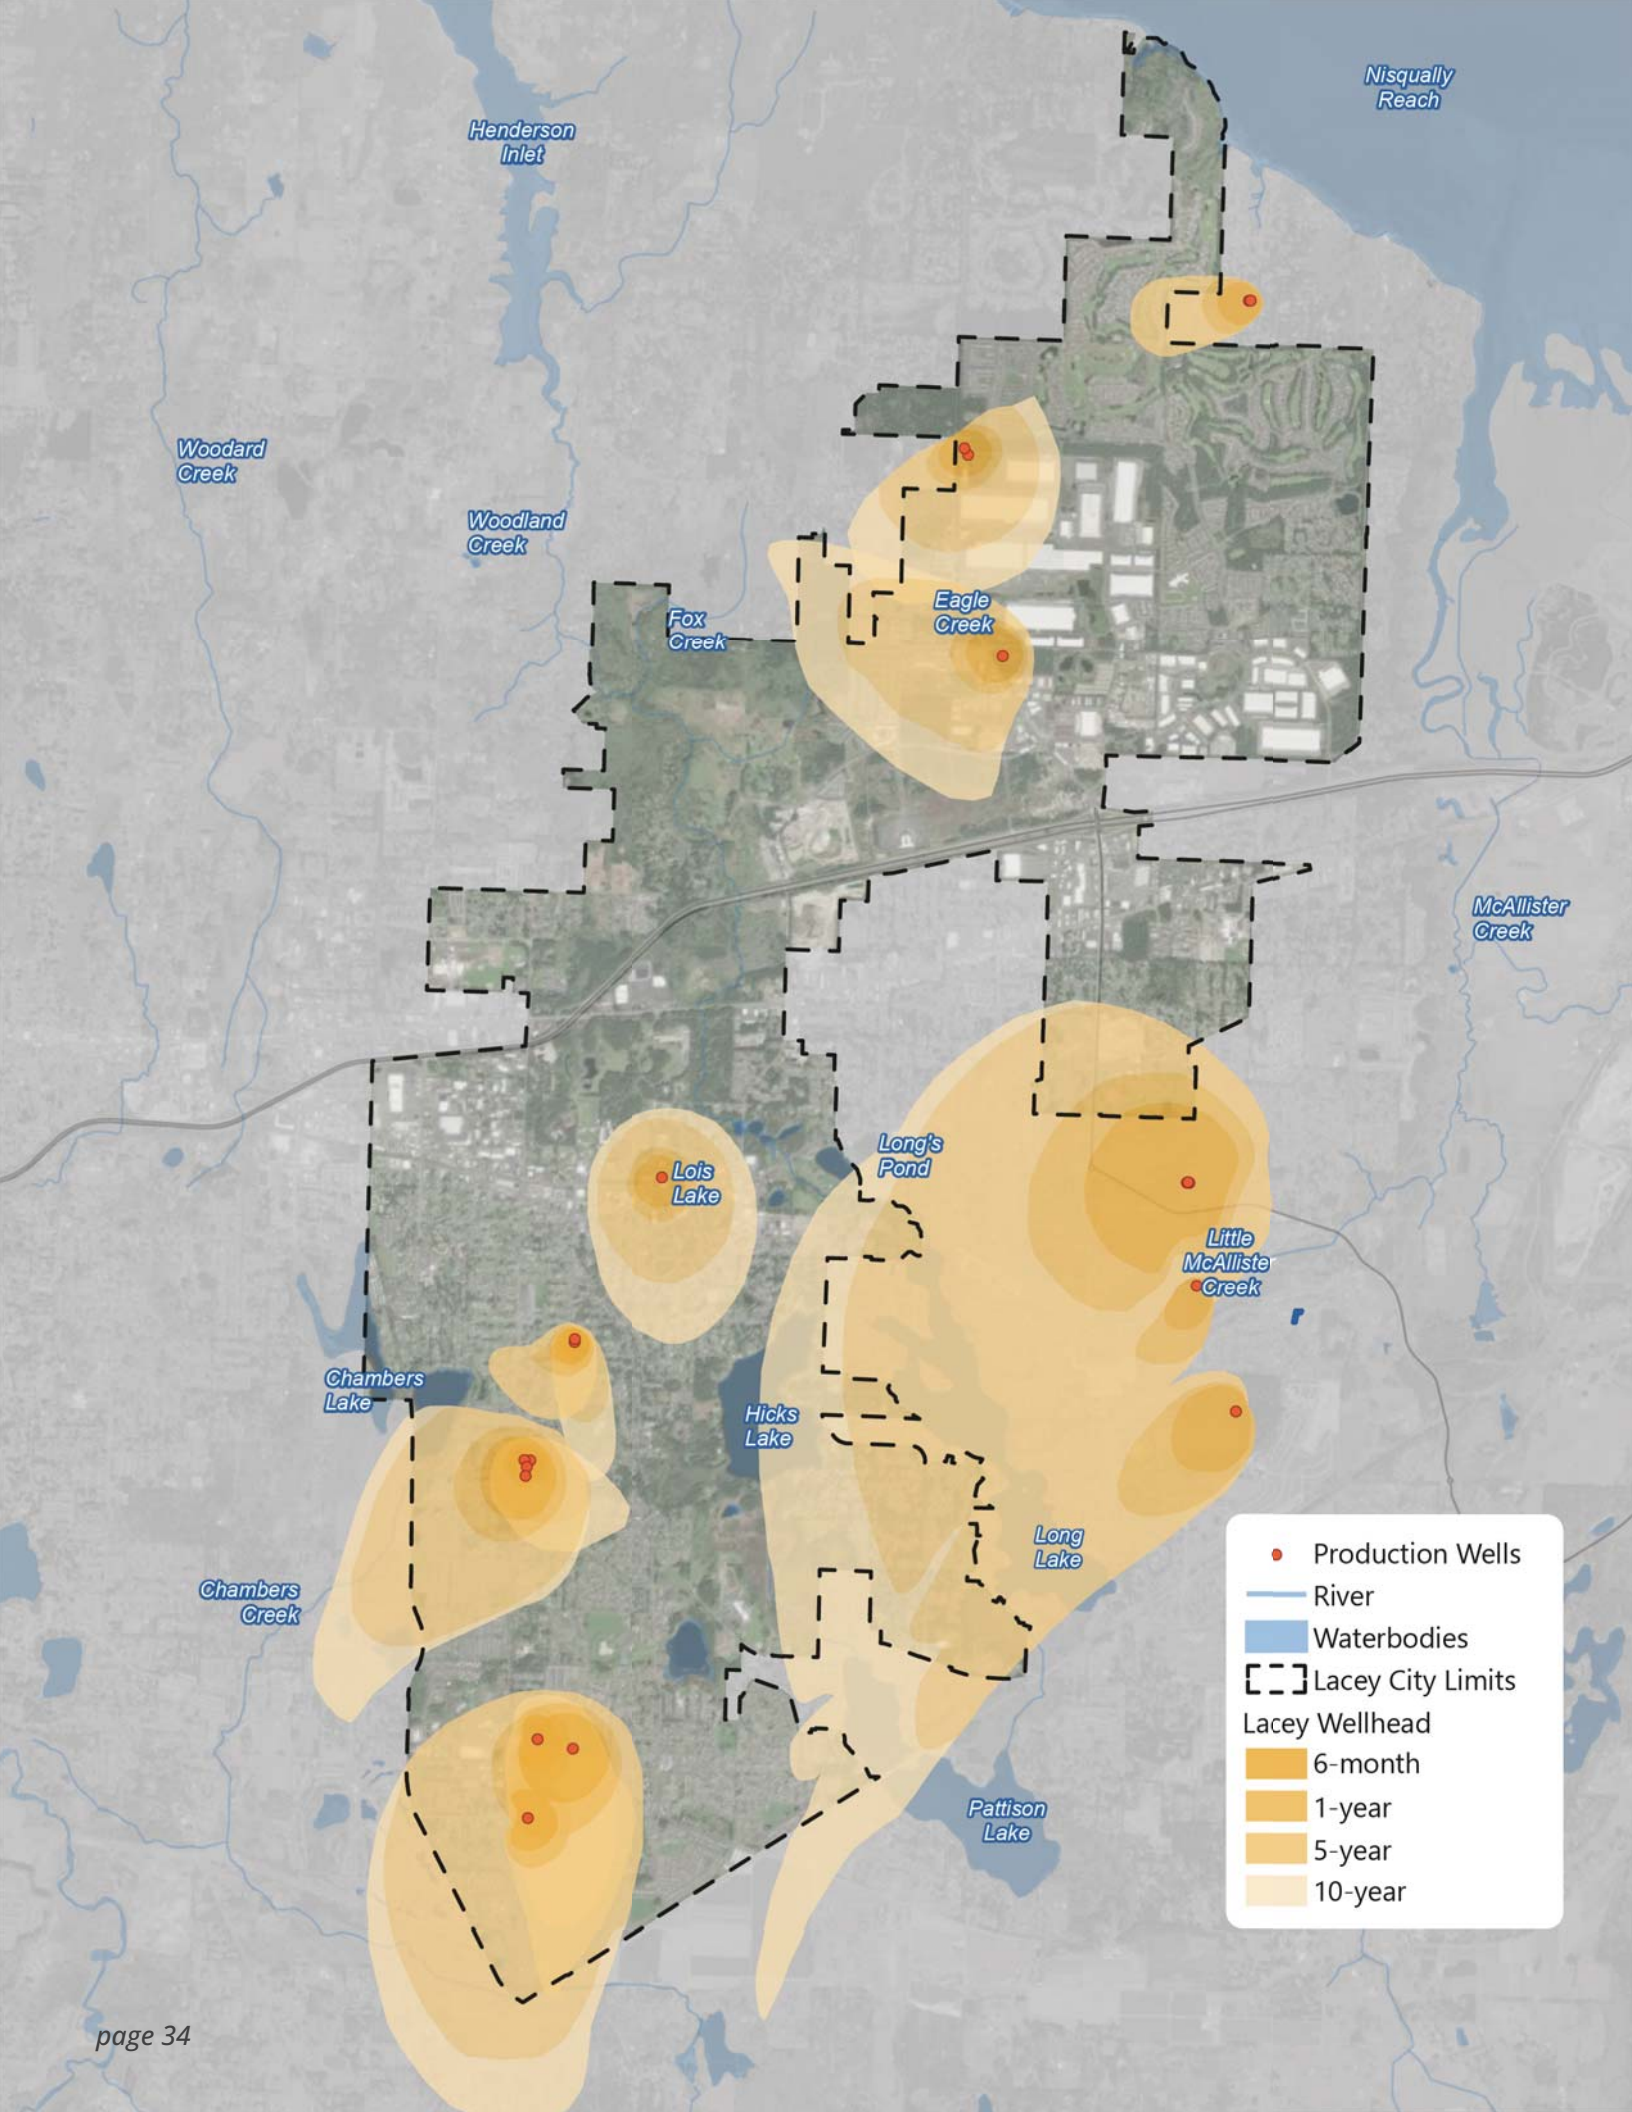 Nisqually
Reach
Henderson
Inlet
Woodard
Creek
Woodland
Creek
Fox
Creek
Eagle
Creek
McAllister
Creek
Long's
Pond
Lois
Lake
Little
McAllister
Creek
Chambers
Lake
Hicks
Lake
Long
Lake
Chambers
Creek
Pattison
Lake
Production Wells
River
Waterbodies
Lacey City Limits
Lacey Wellhead
6-month
1-year
5-year
10-year
page 34